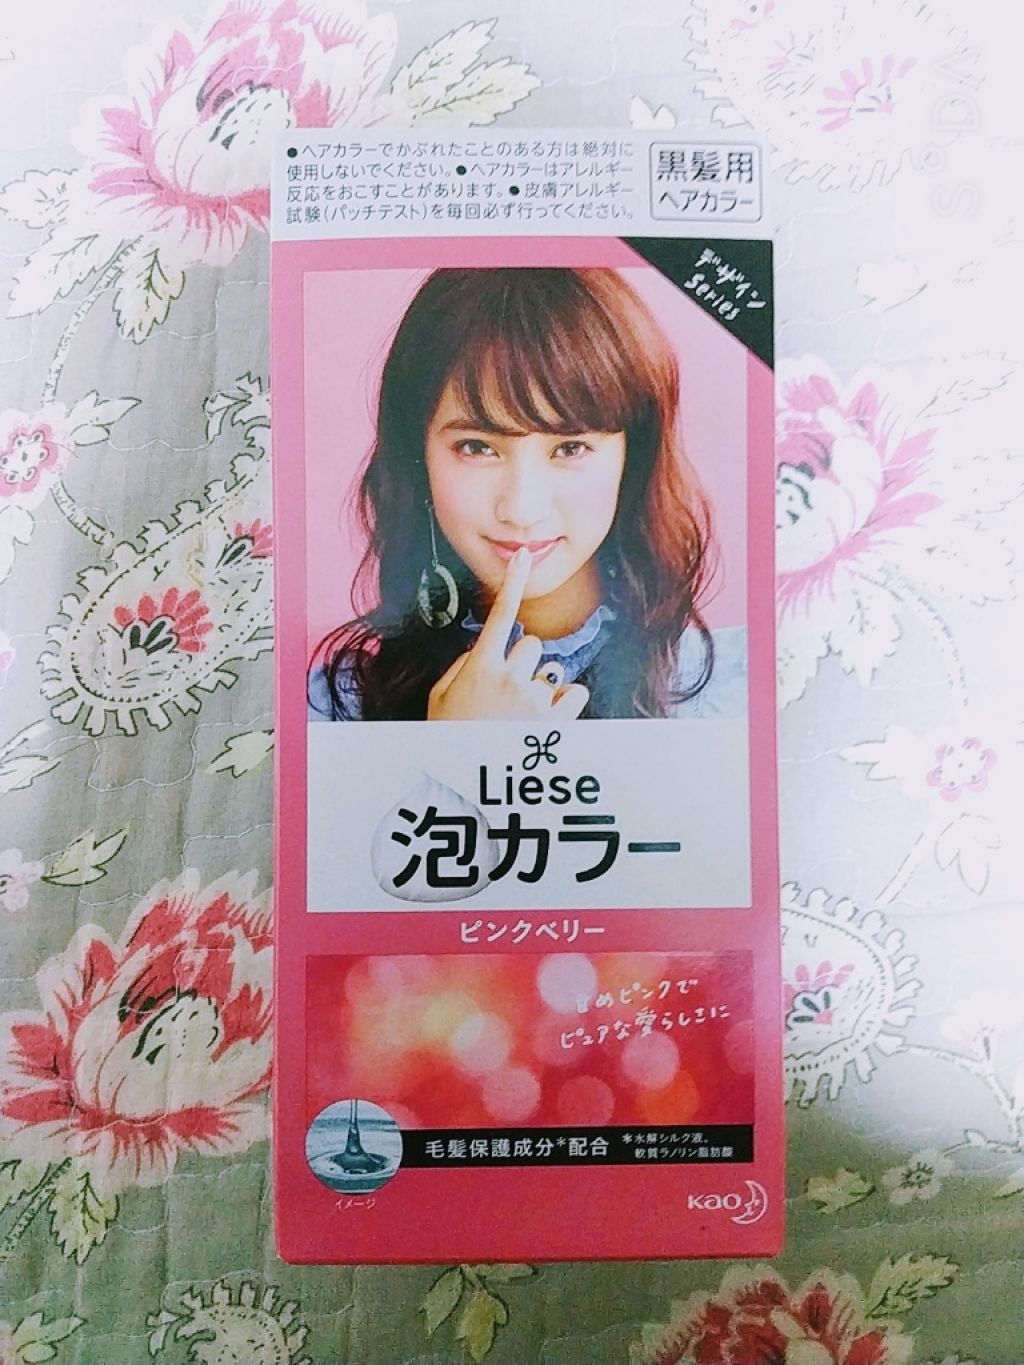 ●ヘアカラーでかぶれたことのある方は絶対に
使用しないでください。●ヘアカラーはアレルギー
反応をおこすことがあります。●皮膚アレルギー
試験(パッチテスト)を毎回必ず行ってください。
黒髪用
ヘアカラー
デザイン
Series
Liese
泡カラー
ピンクベリー
甘めピンクで
ピュアな愛らしさに
毛髪保護成分*配合
*水解シルク液、
軟質ラノリン脂肪酸
イメージ
Kao